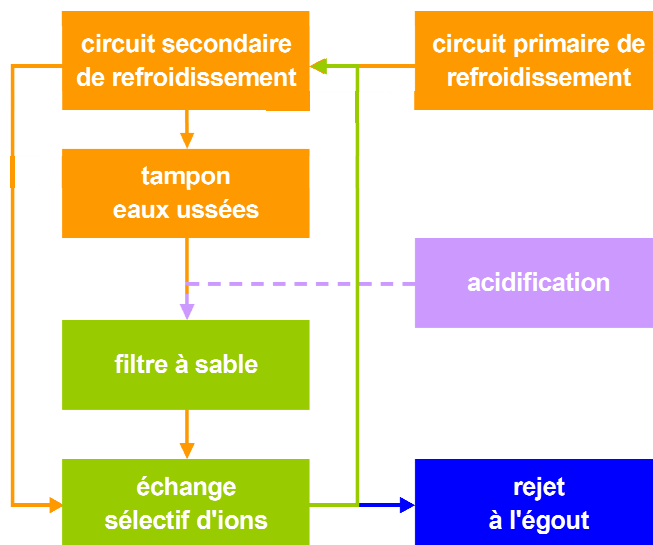 circuit secondaire
de refroidissement
circuit primaire de
refroidissement
tampon
eaux ussées
acidification
filtre à sable
échange
sélectif d'ions
rejet
à l'égout